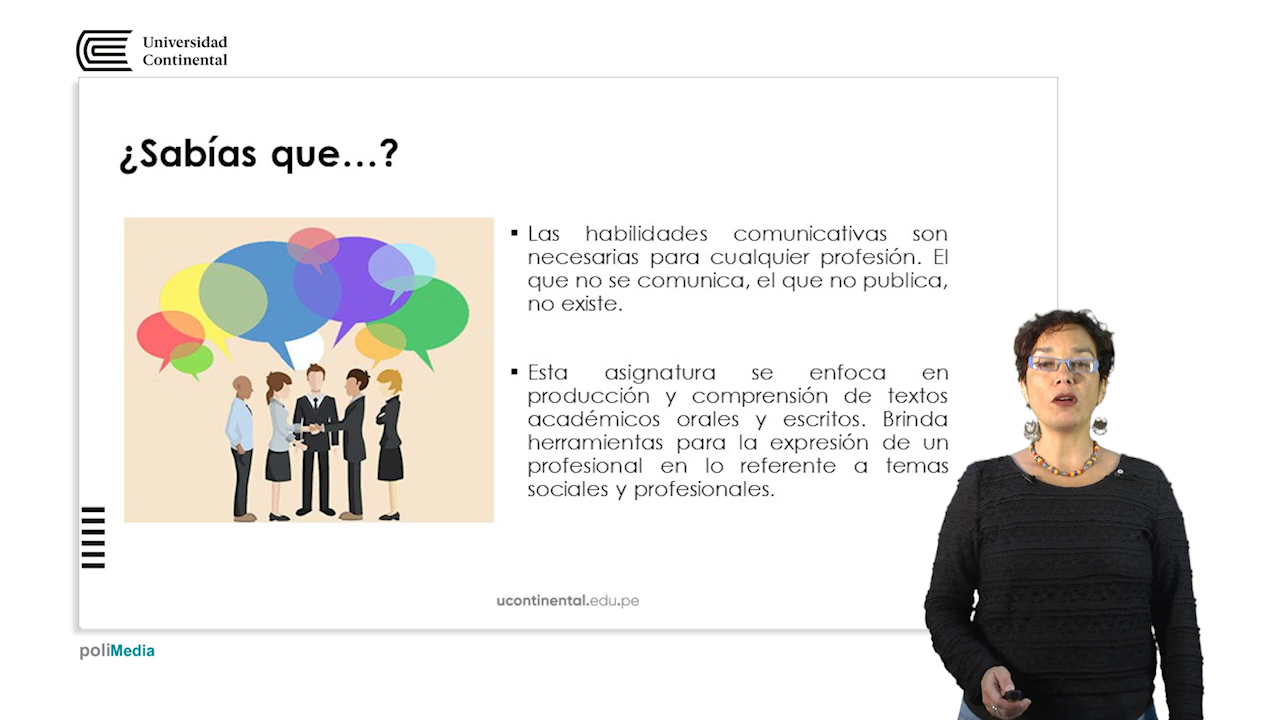 Universidad
Continental
¿Sabías que...?
▪ Las habilidades comunicativas son
necesarias para cualquier profesión. El
que no se comunica, el que no publica,
no existe.
▪ Esta asignatura se enfoca en
producción y comprensión de textos
académicos orales y escritos. Brinda
herramientas para la expresión de un
profesional en lo referente a temas
sociales y profesionales.
ucontinental.edu.pe
poliMedia